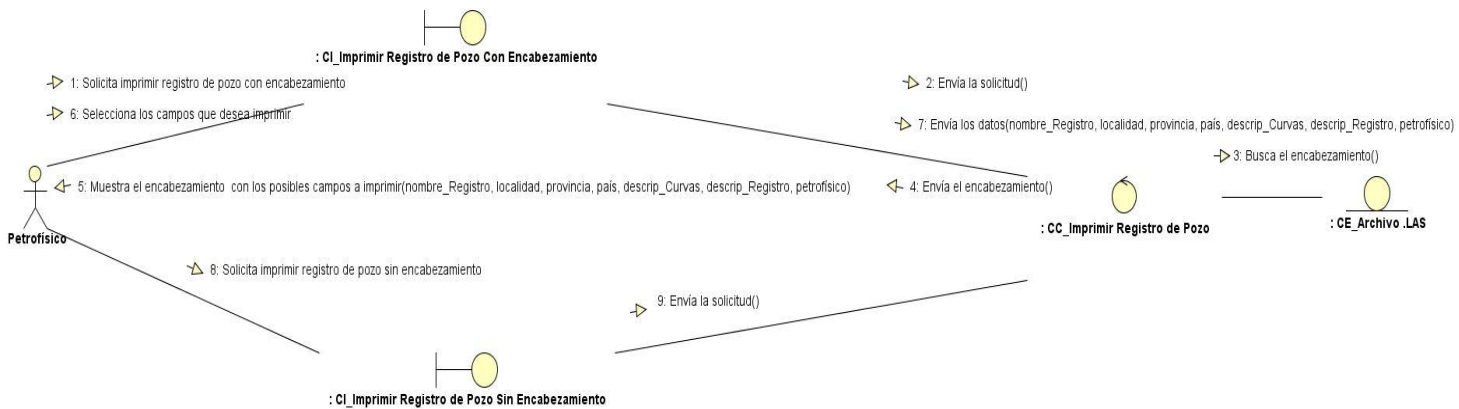 : CI_Imprimir Registro de Pozo Con Encabezamiento
1: Solicita imprimir registro de pozo con encabezamiento
2: Envía la solicitud()
6: Selecciona los campos que desea imprimir
7: Envía los datos(nombre_Registro, localidad, provincia, país, descrip_Curvas, descrip_Registro, petrofísico)
3: Busca el encabezamiento()
5: Muestra el encabezamiento con los posibles campos a imprimir(nombre_Registro, localidad, provincia, país, descrip_Curvas, descrip_Registro, petrofísico)
4: Envía el encabezamiento()
Petrofísico
: CC_Imprimir Registro de Pozo
: CE_Archivo .LAS
8: Solicita imprimir registro de pozo sin encabezamiento
9: Envía la solicitud()
: CI_Imprimir Registro de Pozo Sin Encabezamiento